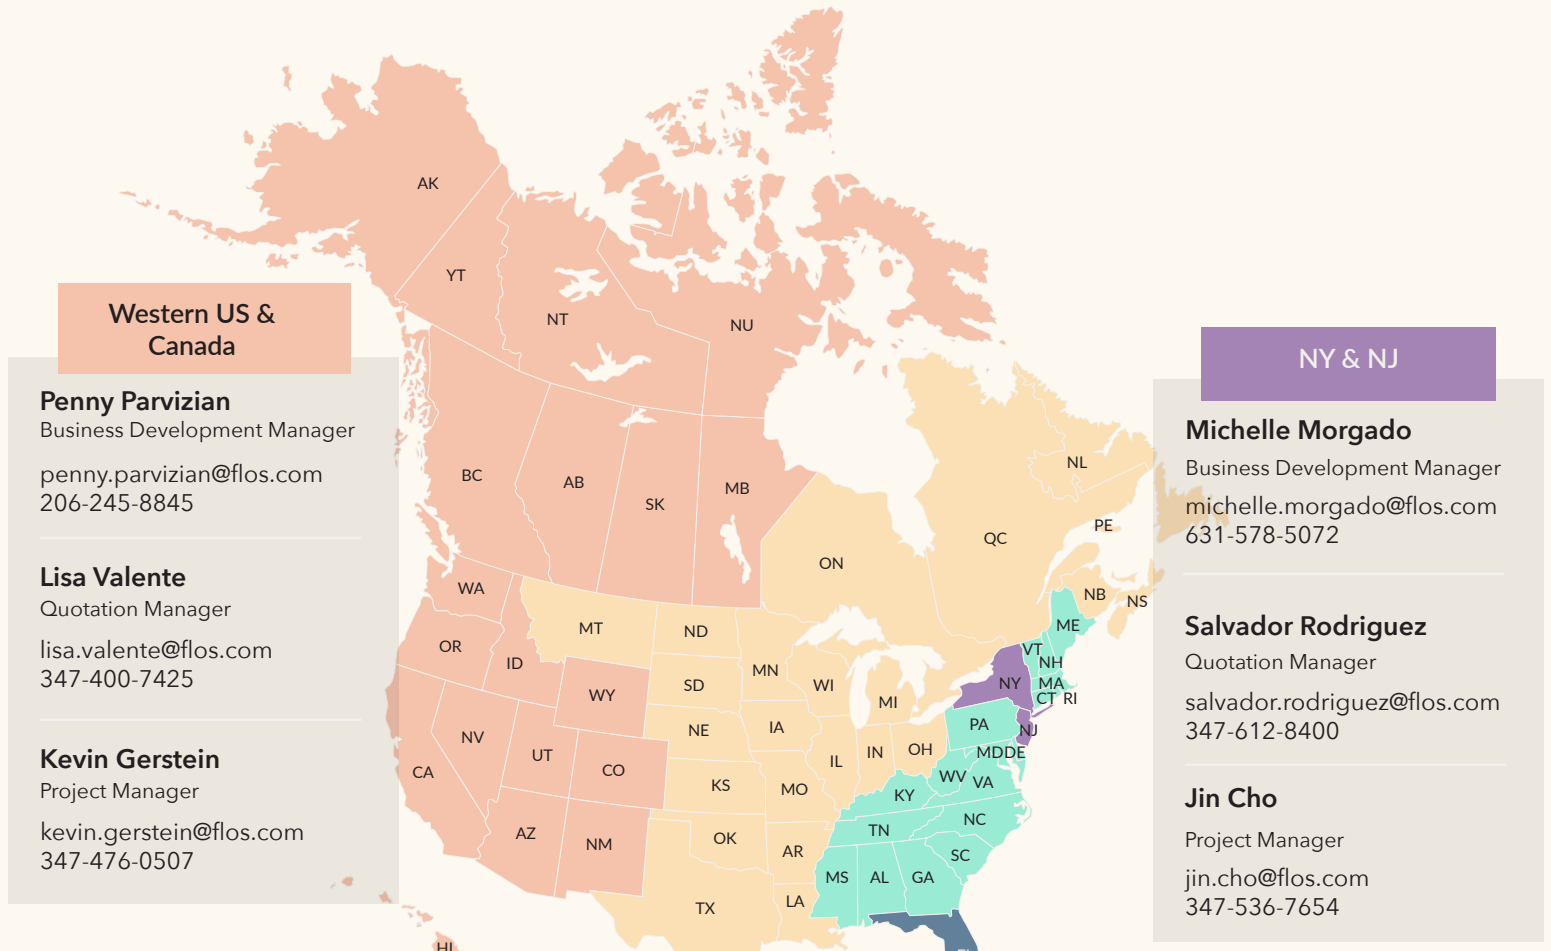 Western US &
Canada
Penny Parvizian
Business Development Manager
penny.parvizian@flos.com
206-245-8845
Lisa Valente
Quotation Manager
lisa.valente@flos.com
347-400-7425
Kevin Gerstein
Project Manager
kevin.gerstein@flos.com
347-476-0507
AK
YT
NT
NU
BC
AB
SK
MB
ON
QC
NL
PE
NB
NS
WA
OR
ID
MT
WY
ND
SD
MN
WI
MI
NE
IA
NV
UT
CO
CA
AZ
NM
KS
MO
IL
IN
OH
OK
AR
TX
LA
ME
VT
NH
MA
CT
RI
NY
NJ
PA
MD
DE
WV
VA
KY
TN
NC
SC
MS
AL
GA
HI
NY & NJ
Michelle Morgado
Business Development Manager
michelle.morgado@flos.com
631-578-5072
Salvador Rodriguez
Quotation Manager
salvador.rodriguez@flos.com
347-612-8400
Jin Cho
Project Manager
jin.cho@flos.com
347-536-7654